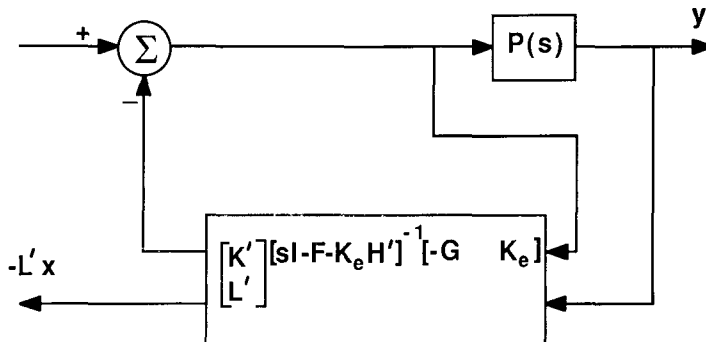 y
+ Σ P(s)
−
[K′ L′] [sI-F-KₑH′]⁻¹ [-G Kₑ]
-L′x